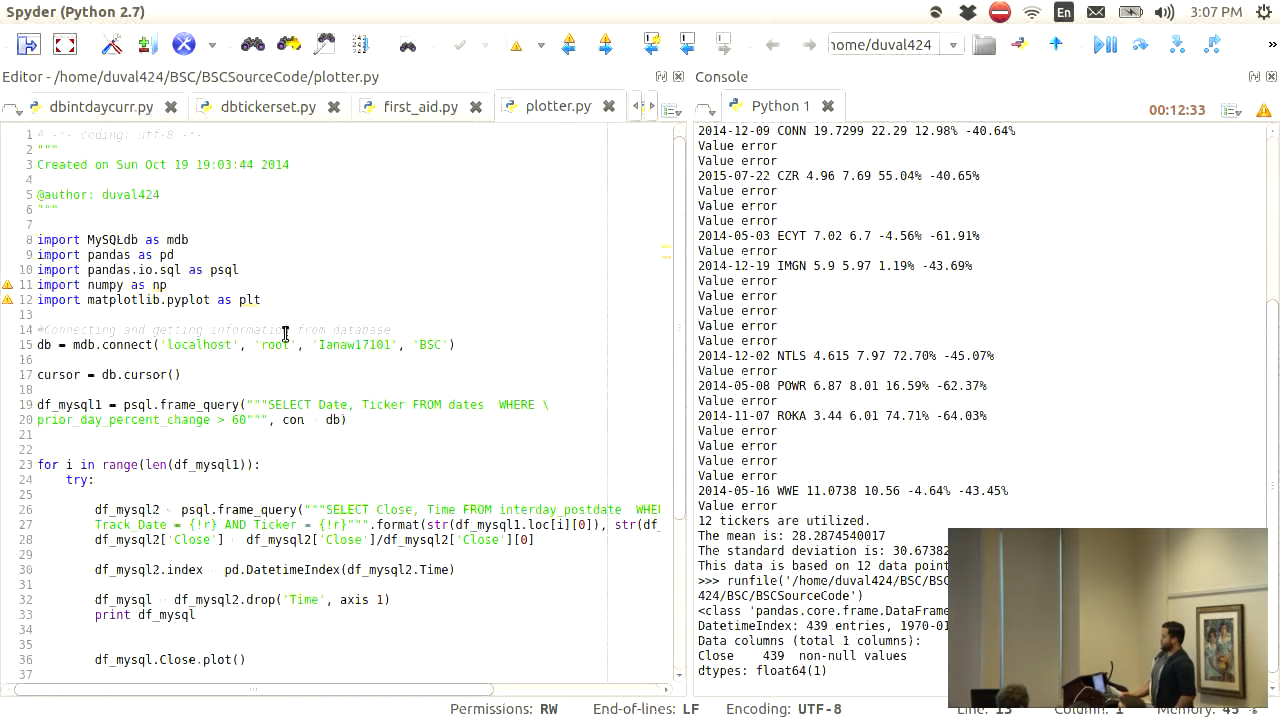 Spyder (Python 2.7)
En
3:07 PM
home/duval424
»
Editor - /home/duval424/BSC/BSCSourceCode/plotter.py
Console
dbintdaycurr.py
dbtickerset.py
first_aid.py
plotter.py
Python 1
00:12:33
1 # -*- coding: utf-8 -*-
2 """
3 Created on Sun Oct 19 19:03:44 2014
4
5 @author: duval424
6 """
7
8 import MySQLdb as mdb
9 import pandas as pd
10 import pandas.io.sql as psql
11 import numpy as np
12 import matplotlib.pyplot as plt
13
14 #Connecting and getting information from database
15 db = mdb.connect('localhost', 'root', 'Ianaw17101', 'BSC')
16
17 cursor = db.cursor()
18
19 df_mysql1 = psql.frame_query("""SELECT Date, Ticker FROM dates  WHERE \
20 prior_day_percent_change > 60""", con = db)
21
22
23 for i in range(len(df_mysql1)):
24     try:
25
26         df_mysql2 = psql.frame_query("""SELECT Close, Time FROM interday_postdate  WHE
27         Track_Date = {!r} AND Ticker = {!r}""".format(str(df_mysql1.loc[i][0]), str(df_
28         df_mysql2['Close'] = df_mysql2['Close']/df_mysql2['Close'][0]
29
30         df_mysql2.index = pd.DatetimeIndex(df_mysql2.Time)
31
32         df_mysql = df_mysql2.drop('Time', axis 1)
33         print df_mysql
34
35
36         df_mysql.Close.plot()
37
2014-12-09 CONN 19.7299 22.29 12.98% -40.64%
Value error
Value error
2015-07-22 CZR 4.96 7.69 55.04% -40.65%
Value error
Value error
Value error
2014-05-03 ECYT 7.02 6.7 -4.56% -61.91%
Value error
2014-12-19 IMGN 5.9 5.97 1.19% -43.69%
Value error
Value error
Value error
Value error
Value error
2014-12-02 NTLS 4.615 7.97 72.70% -45.07%
Value error
2014-05-08 POWR 6.87 8.01 16.59% -62.37%
Value error
2014-11-07 ROKA 3.44 6.01 74.71% -64.03%
Value error
Value error
Value error
Value error
2014-05-16 WWE 11.0738 10.56 -4.64% -43.45%
Value error
12 tickers are utilized.
The mean is: 28.2874540017
The standard deviation is: 30.67382
This data is based on 12 data point
>>> runfile('/home/duval424/BSC/BSC
424/BSC/BSCSourceCode')
<class 'pandas.core.frame.DataFrame
DatetimeIndex: 439 entries, 1970-01
Data columns (total 1 columns):
Close    439  non-null values
dtypes: float64(1)
Permissions: RW
End-of-lines: LF
Encoding: UTF-8
Line: 13
Column: 1
Memory: 45